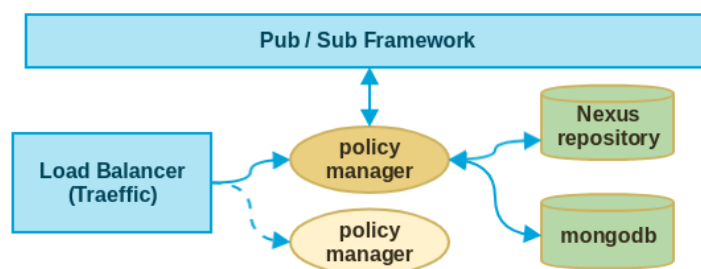 Pub / Sub Framework
Nexus
repository
policy
manager
Load Balancer
(Traeffic)
policy
manager
mongodb